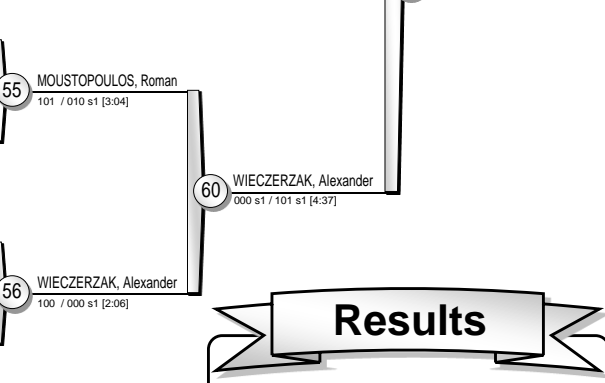 55
MOUSTOPOULOS, Roman
101 / 010 s1 [3:04]
60
WIECZERZAK, Alexander
000 s1 / 101 s1 [4:37]
56
WIECZERZAK, Alexander
100 / 000 s1 [2:06]
Results